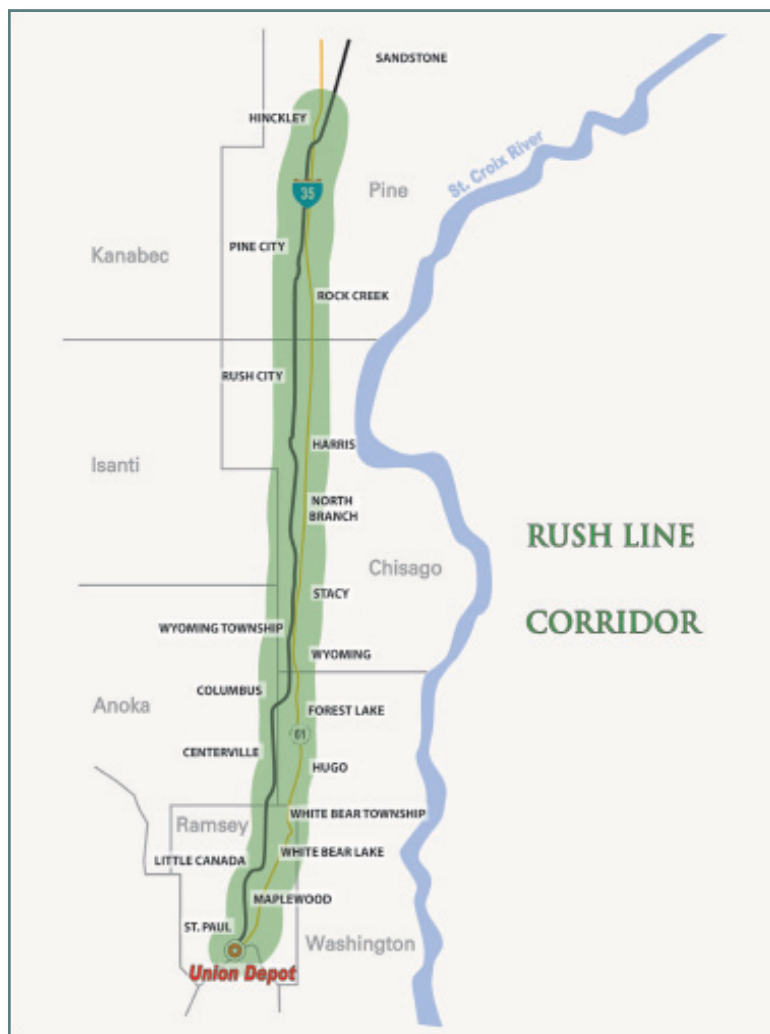 SANDSTONE
HINCKLEY
St. Croix River
35
Pine
PINE CITY
Kanabec
ROCK CREEK
RUSH CITY
HARRIS
Isanti
NORTH
BRANCH
RUSH LINE
Chisago
STACY
CORRIDOR
WYOMING TOWNSHIP
WYOMING
COLUMBUS
Anoka
FOREST LAKE
61
CENTERVILLE
HUGO
WHITE BEAR TOWNSHIP
Ramsey
WHITE BEAR LAKE
LITTLE CANADA
MAPLEWOOD
ST. PAUL
Washington
Union Depot